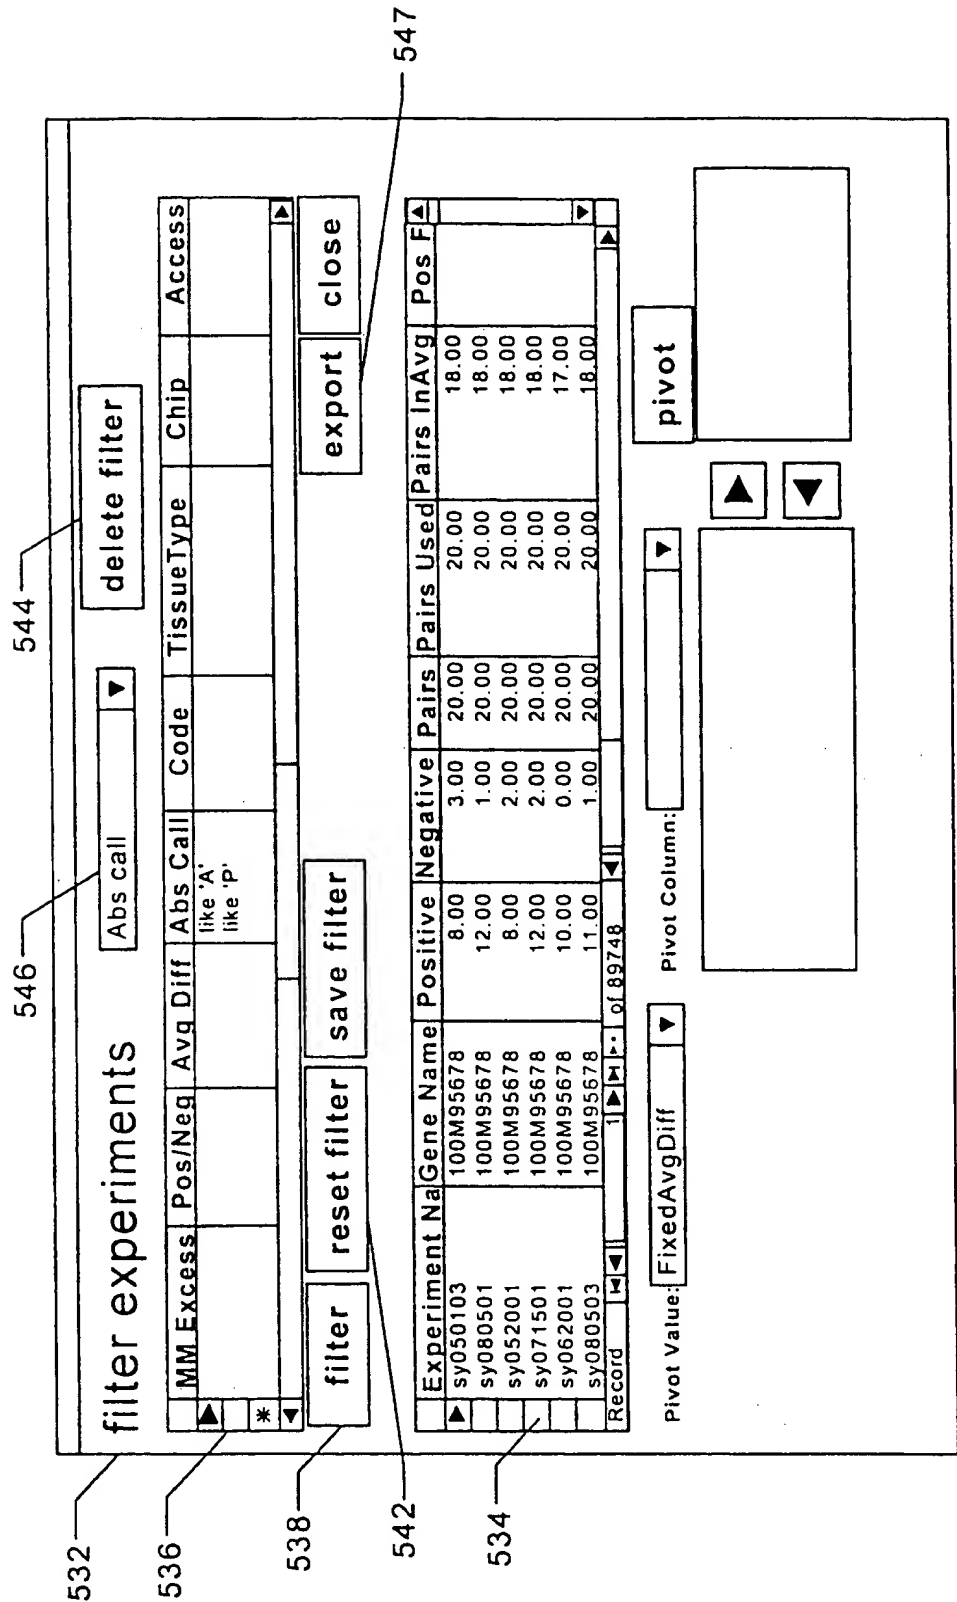 544
546
547
532
536
538
542
534
filter experiments
Abs call
delete filter
MM Excess Pos/Neg Avg Diff Abs Call Code TissueType Chip Access
like 'A'
like 'P'
*
filter
reset filter
save filter
export
close
Experiment Na Gene Name Positive Negative Pairs Pairs Used Pairs InAvg Pos F
sy050103 100M95678 8.00 3.00 20.00 20.00 18.00
sy080501 100M95678 12.00 1.00 20.00 20.00 18.00
sy052001 100M95678 8.00 2.00 20.00 20.00 18.00
sy071501 100M95678 12.00 2.00 20.00 20.00 18.00
sy062001 100M95678 10.00 0.00 20.00 20.00 17.00
sy080503 100M95678 11.00 1.00 20.00 20.00 18.00
Record 1 of 89748
Pivot Value: FixedAvgDiff
Pivot Column:
pivot